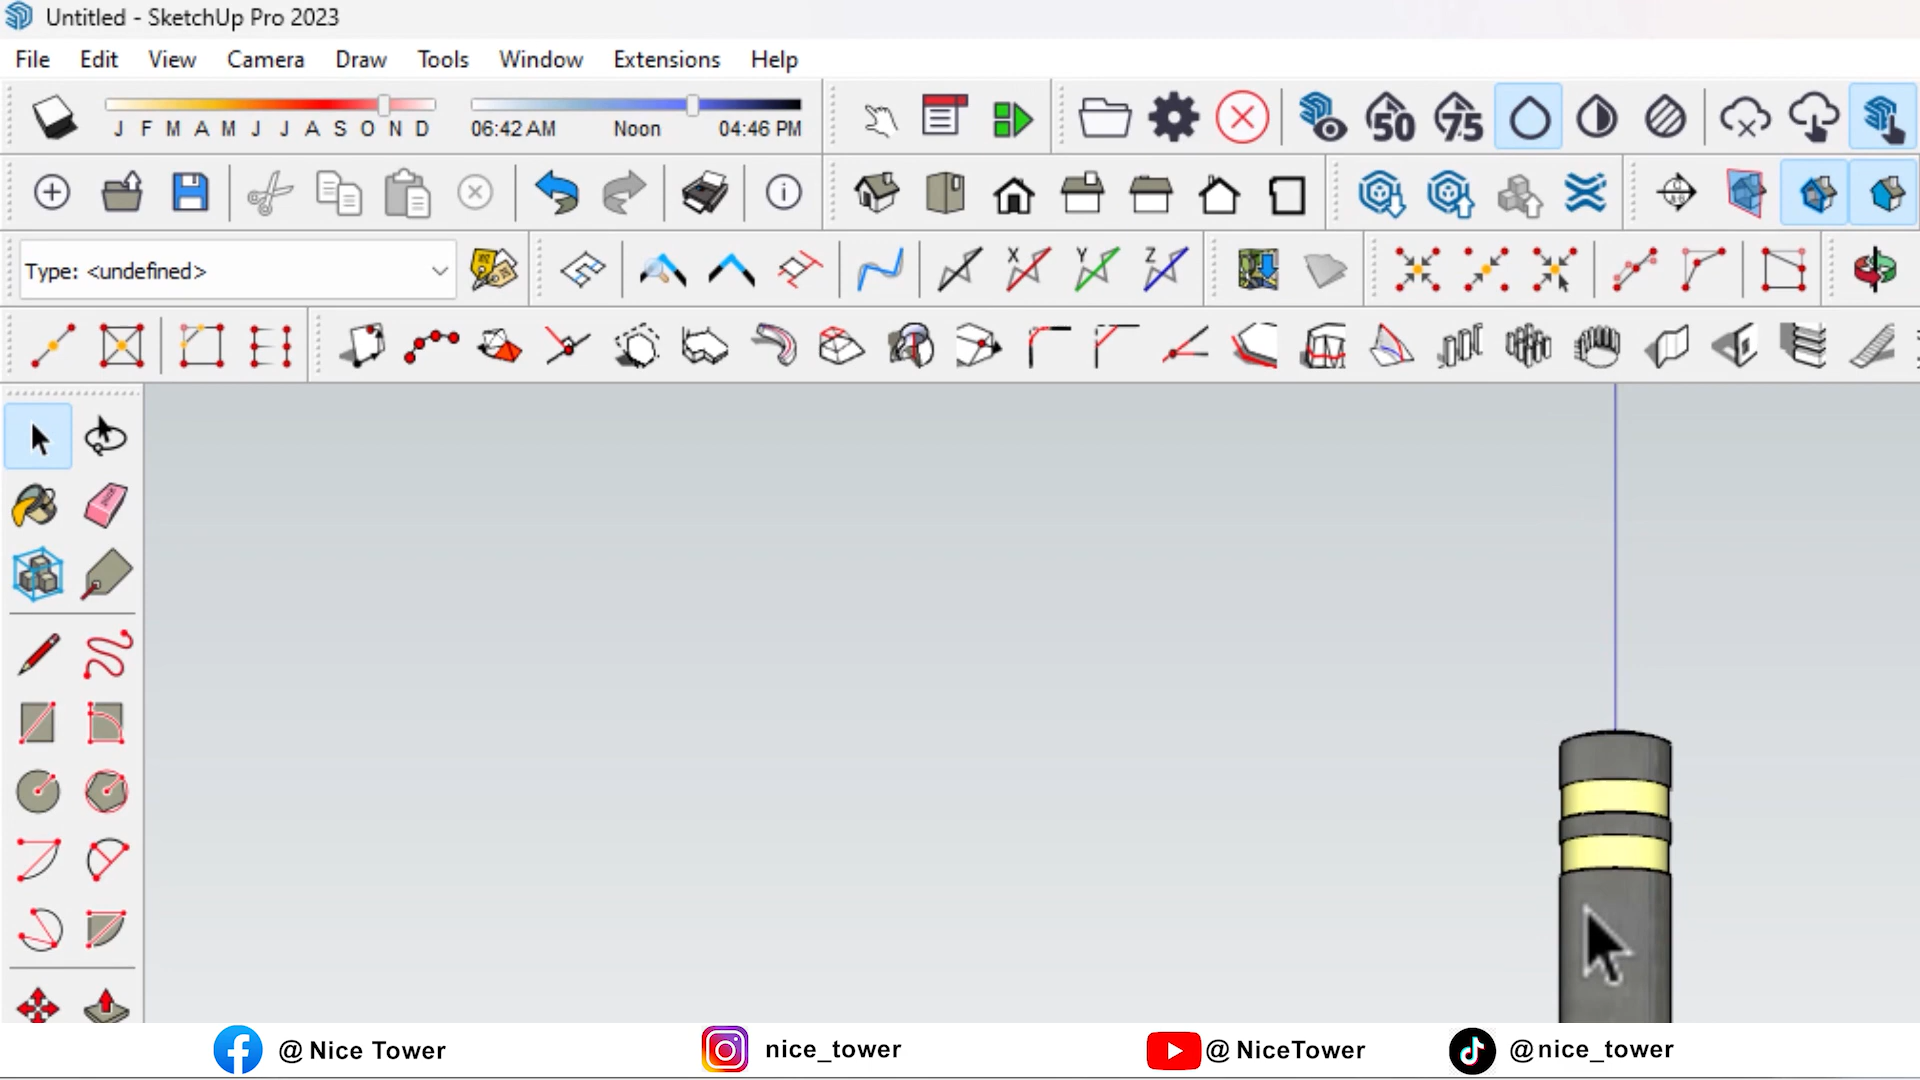 Untitled - SketchUp Pro 2023
File Edit View Camera Draw Tools Window Extensions Help
J F M A M J J A S O N D
06:42 AM Noon 04:46 PM
50 75
Type: <undefined>
X Y Z
@ Nice Tower
nice_tower
@ NiceTower
@nice_tower